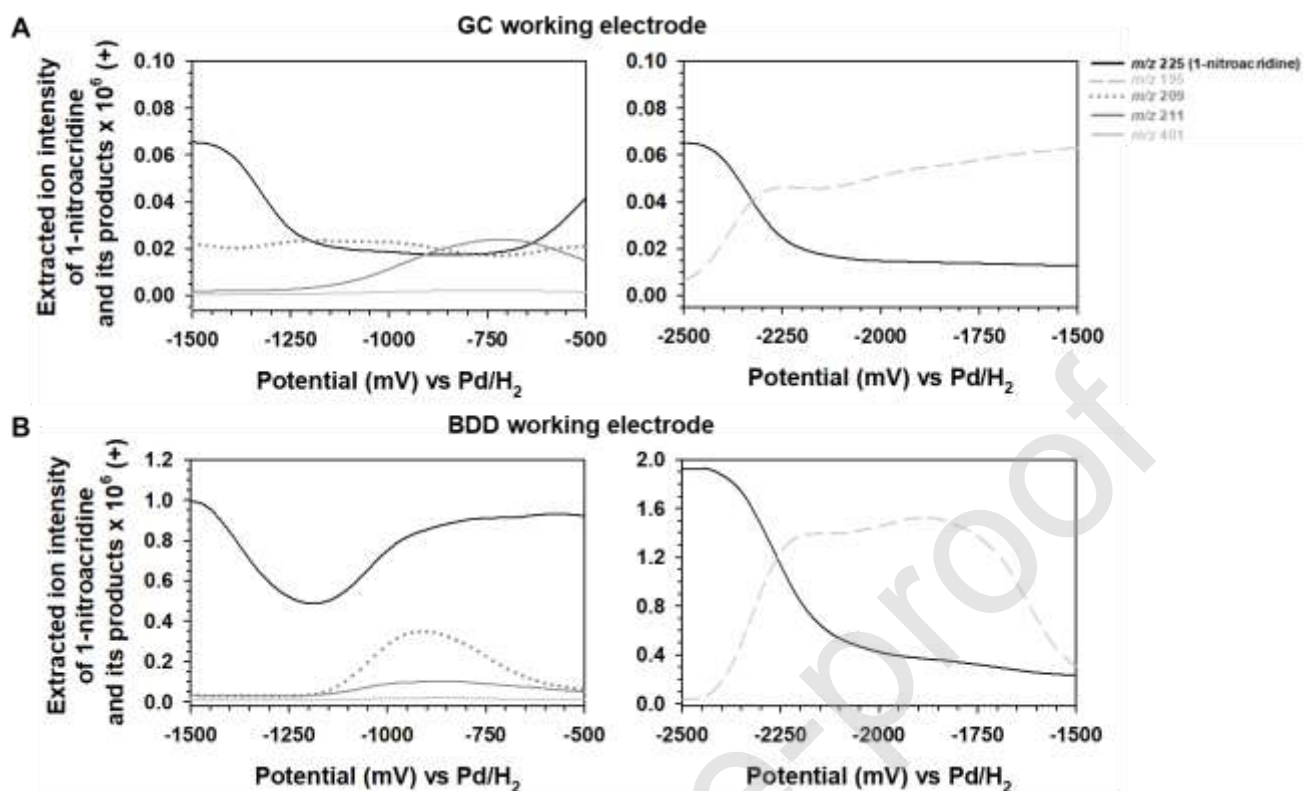 A
GC working electrode
Extracted ion intensity
of 1-nitroacridine
and its products x 10⁶ (+)
0.10
0.08
0.06
0.04
0.02
0.00
-1500 -1250 -1000 -750 -500
Potential (mV) vs Pd/H₂
0.10
0.08
0.06
0.04
0.02
0.00
-2500 -2250 -2000 -1750 -1500
Potential (mV) vs Pd/H₂
m/z 225 (1-nitroacridine)
m/z 195
m/z 209
m/z 211
m/z 401
B
BDD working electrode
Extracted ion intensity
of 1-nitroacridine
and its products x 10⁶ (+)
1.2
1.0
0.8
0.6
0.4
0.2
0.0
-1500 -1250 -1000 -750 -500
Potential (mV) vs Pd/H₂
2.0
1.6
1.2
0.8
0.4
0.0
-2500 -2250 -2000 -1750 -1500
Potential (mV) vs Pd/H₂
e-proof